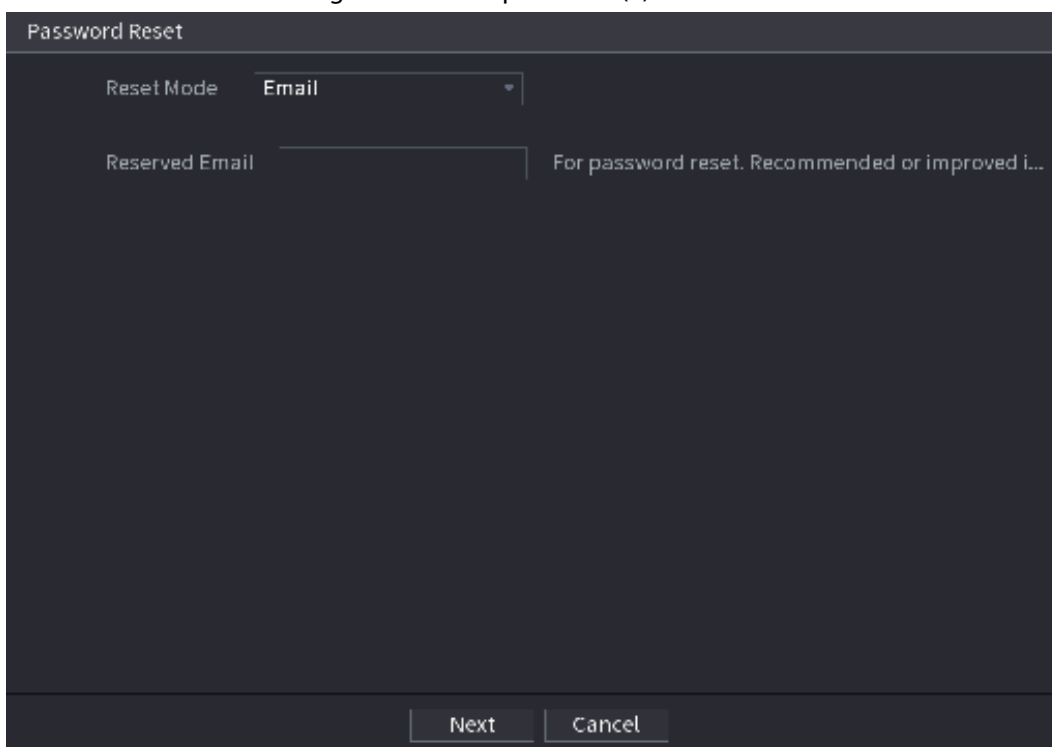 Password Reset
Reset Mode Email
Reserved Email For password reset. Recommended or improved i...
Next Cancel